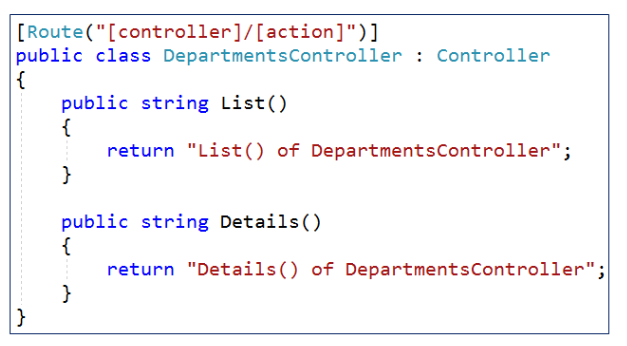 [Route("[controller]/[action]")]
public class DepartmentsController : Controller
{
    public string List()
    {
        return "List() of DepartmentsController";
    }

    public string Details()
    {
        return "Details() of DepartmentsController";
    }
}